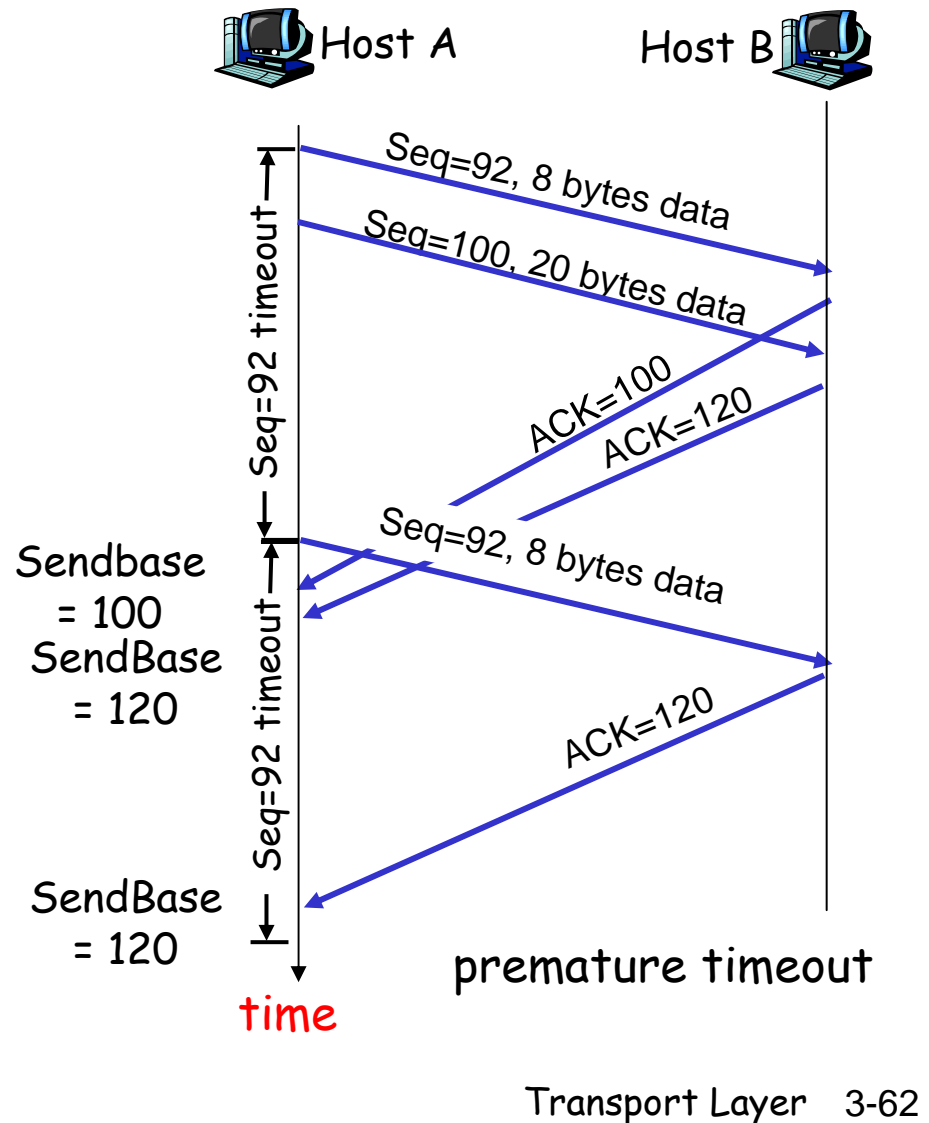 Host A
Host B
Seq=92, 8 bytes data
Seq=100, 20 bytes data
Seq=92 timeout
ACK=100
ACK=120
Seq=92, 8 bytes data
Sendbase
= 100
SendBase
= 120
Seq=92 timeout
ACK=120
SendBase
= 120
premature timeout
time
Transport Layer 3-62